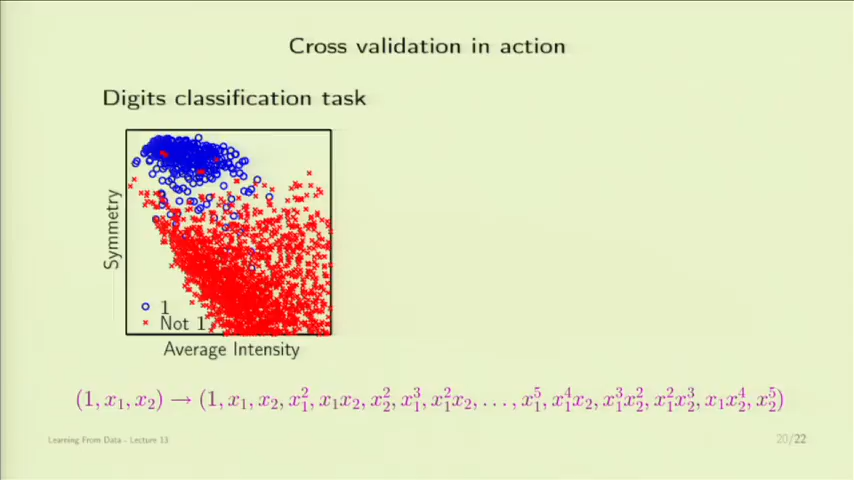 Cross validation in action
Digits classification task
Symmetry
1
Not 1
Average Intensity
(1, x₁, x₂) → (1, x₁, x₂, x₁², x₁x₂, x₂², x₁³, x₁²x₂, . . . , x₁⁵, x₁⁴x₂, x₁³x₂², x₁²x₂³, x₁x₂⁴, x₂⁵)
Learning From Data - Lecture 13
20/22